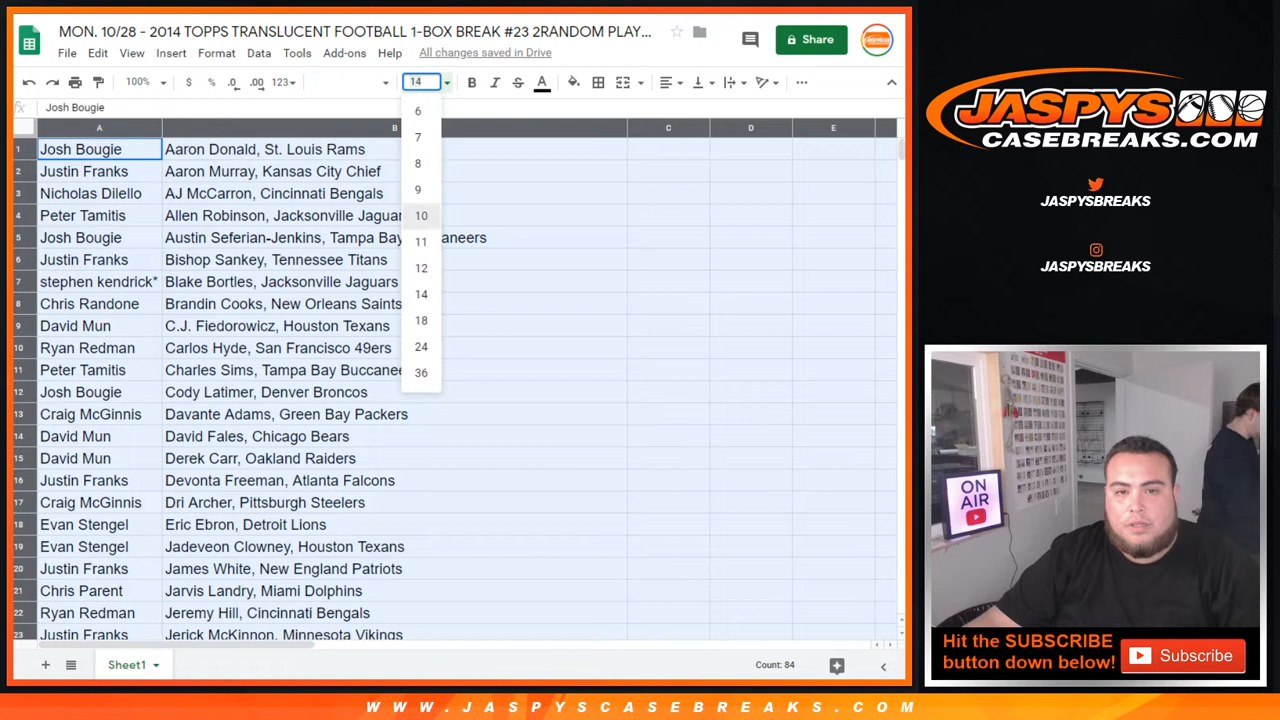 MON. 10/28 - 2014 TOPPS TRANSLUCENT FOOTBALL 1-BOX BREAK #23 2RANDOM PLAY...
File Edit View Insert Format Data Tools Add-ons Help All changes saved in Drive
Share
100% $ % .0 .00 123 14 B I S A
fx Josh Bougie
A B C D E
1 Josh Bougie Aaron Donald, St. Louis Rams
2 Justin Franks Aaron Murray, Kansas City Chief
3 Nicholas Dilello AJ McCarron, Cincinnati Bengals
4 Peter Tamitis Allen Robinson, Jacksonville Jaguar
5 Josh Bougie Austin Seferian-Jenkins, Tampa Bay aneers
6 Justin Franks Bishop Sankey, Tennessee Titans
7 stephen kendrick* Blake Bortles, Jacksonville Jaguars
8 Chris Randone Brandin Cooks, New Orleans Saints
9 David Mun C.J. Fiedorowicz, Houston Texans
10 Ryan Redman Carlos Hyde, San Francisco 49ers
11 Peter Tamitis Charles Sims, Tampa Bay Buccanee
12 Josh Bougie Cody Latimer, Denver Broncos
13 Craig McGinnis Davante Adams, Green Bay Packers
14 David Mun David Fales, Chicago Bears
15 David Mun Derek Carr, Oakland Raiders
16 Justin Franks Devonta Freeman, Atlanta Falcons
17 Craig McGinnis Dri Archer, Pittsburgh Steelers
18 Evan Stengel Eric Ebron, Detroit Lions
19 Evan Stengel Jadeveon Clowney, Houston Texans
20 Justin Franks James White, New England Patriots
21 Chris Parent Jarvis Landry, Miami Dolphins
22 Ryan Redman Jeremy Hill, Cincinnati Bengals
23 Justin Franks Jerick McKinnon, Minnesota Vikings
6
7
8
9
10
11
12
14
18
24
36
Sheet1
Count: 84
JASPYS
CASEBREAKS.COM
JASPYSBREAKS
JASPYSBREAKS
ON
AIR
Hit the SUBSCRIBE
button down below!
Subscribe
WWW.JASPYSCASEBREAKS.COM